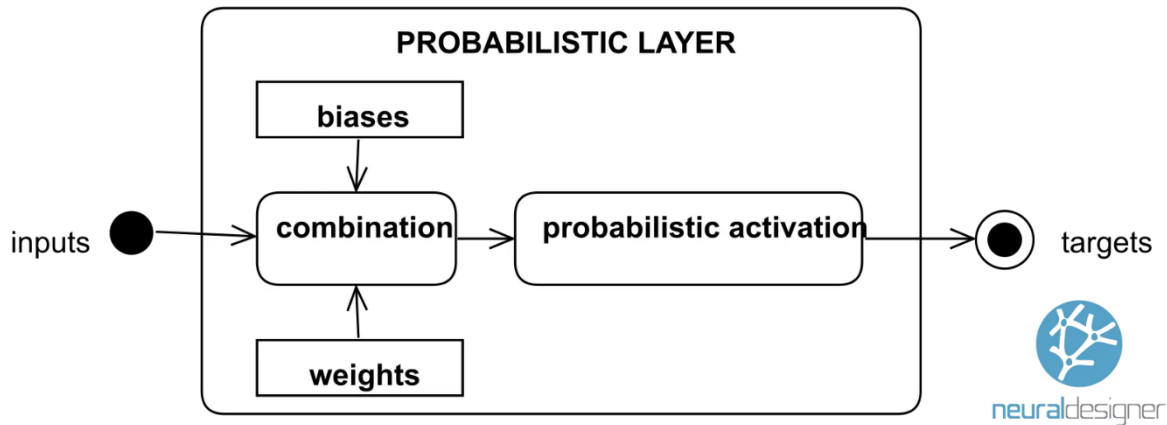 PROBABILISTIC LAYER
biases
inputs
combination
probabilistic activation
targets
weights
neuraldesigner